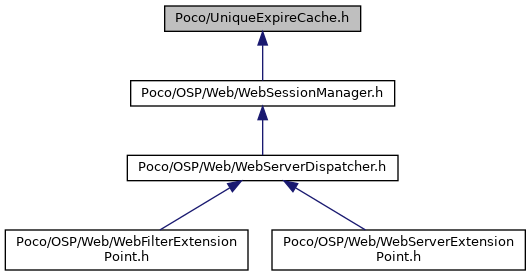 Poco/UniqueExpireCache.h
Poco/OSP/Web/WebSessionManager.h
Poco/OSP/Web/WebServerDispatcher.h
Poco/OSP/Web/WebFilterExtension
Point.h
Poco/OSP/Web/WebServerExtension
Point.h